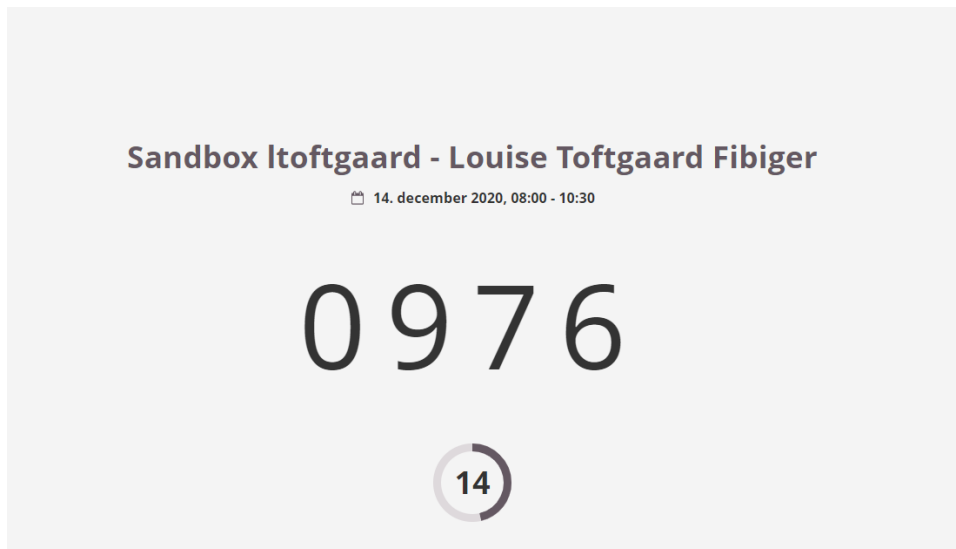 Sandbox ltoftgaard - Louise Toftgaard Fibiger
14. december 2020, 08:00 - 10:30
0976
14